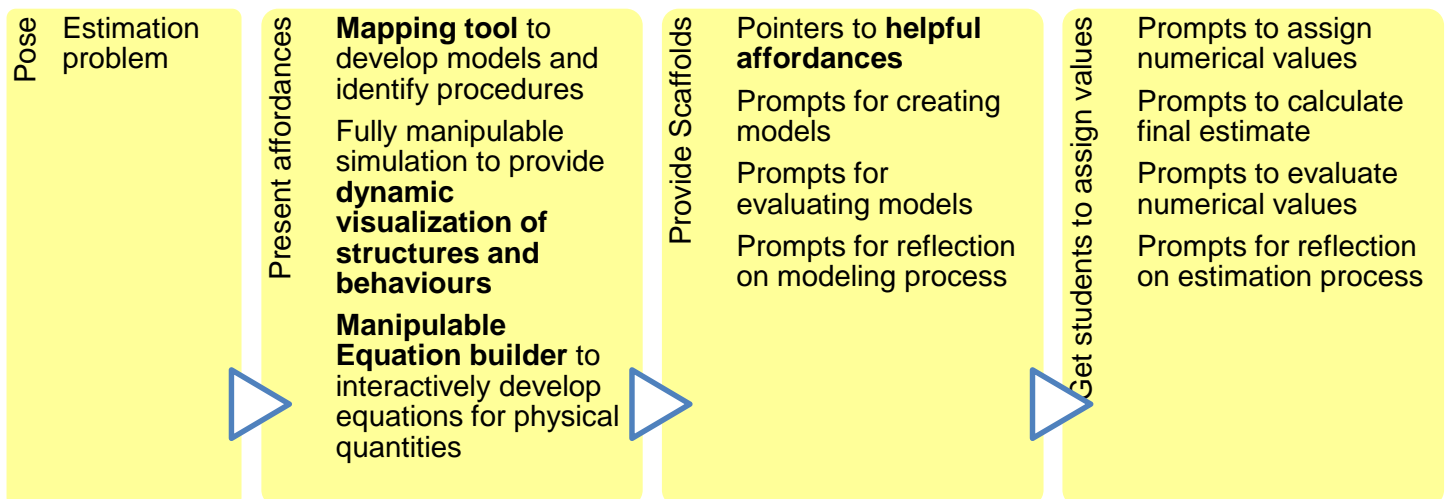 Pose
Estimation
problem
Present affordances
Mapping tool to
develop models and
identify procedures
Fully manipulable
simulation to provide
dynamic
visualization of
structures and
behaviours
Manipulable
Equation builder to
interactively develop
equations for physical
quantities
Provide Scaffolds
Pointers to helpful
affordances
Prompts for creating
models
Prompts for
evaluating models
Prompts for reflection
on modeling process
Get students to assign values
Prompts to assign
numerical values
Prompts to calculate
final estimate
Prompts to evaluate
numerical values
Prompts for reflection
on estimation process